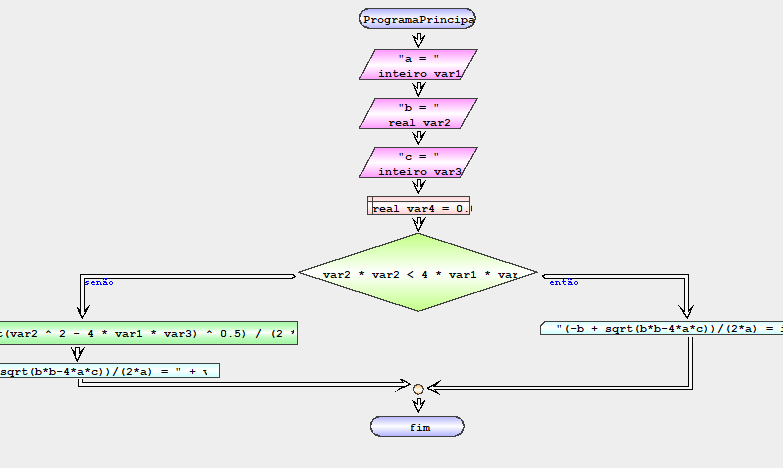 ProgramaPrincipa
"a = "
inteiro var1
"b = "
real var2
"c = "
inteiro var3
real var4 = 0.
var2 * var2 < 4 * var1 * var
senão
então
t(var2 ^ 2 - 4 * var1 * var3) ^ 0.5) / (2 *
"(-b + sqrt(b*b-4*a*c))/(2*a) = i
sqrt(b*b-4*a*c))/(2*a) = " + v
fim